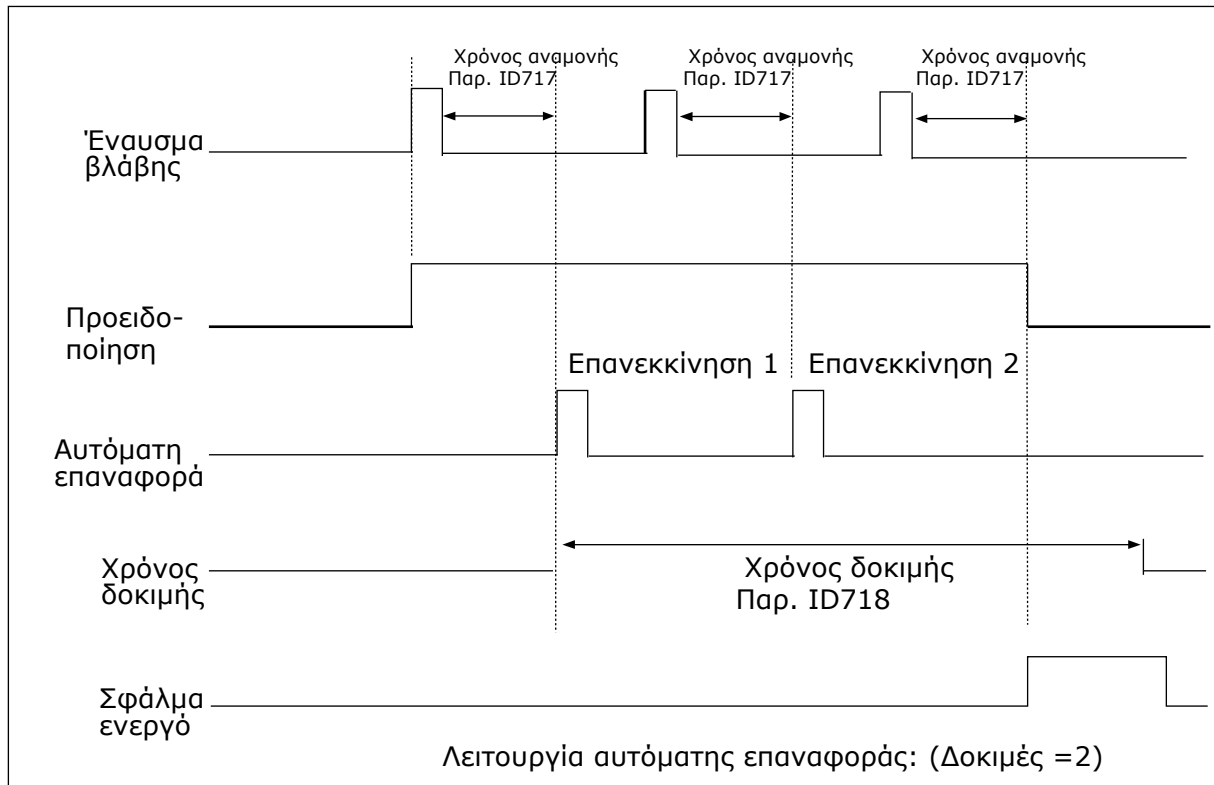 Χρόνος αναμονής
Παρ. ID717
Χρόνος αναμονής
Παρ. ID717
Χρόνος αναμονής
Παρ. ID717
Έναυσμα
βλάβης
Προειδο-
ποίηση
Επανεκκίνηση 1
Επανεκκίνηση 2
Αυτόματη
επαναφορά
Χρόνος
δοκιμής
Χρόνος δοκιμής
Παρ. ID718
Σφάλμα
ενεργό
Λειτουργία αυτόματης επαναφοράς: (Δοκιμές =2)